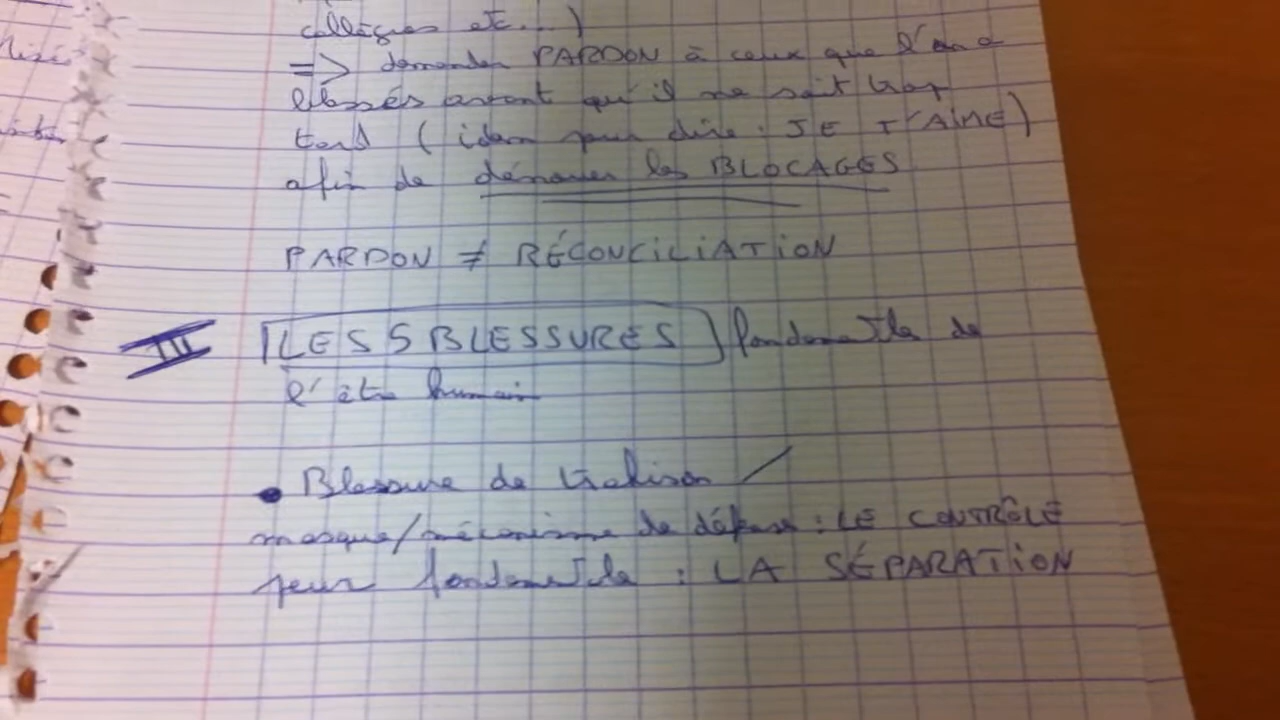 collègues etc...)
=> demander PARDON à ceux que l'on a
blessés avant qu'il ne soit trop
tard (idem pour dire : JE T'AIME)
afin de dénouer les BLOCAGES
PARDON ≠ RÉCONCILIATION
III LES 5 BLESSURES fondamentales de
l'être humain
• Blessure de trahison /
masque/mécanisme de défense : LE CONTRÔLE
peur fondamentale : LA SÉPARATION